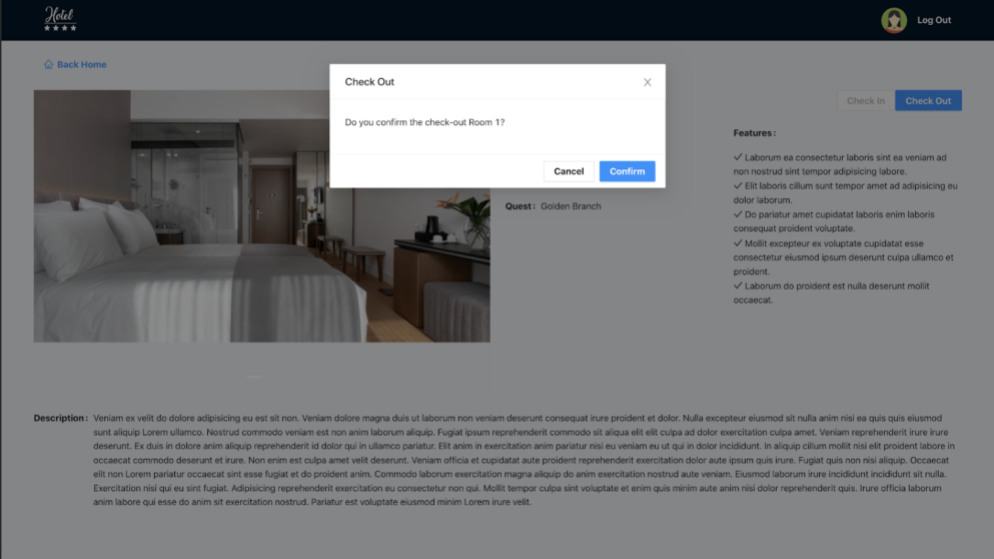 Hotel
Log Out
Back Home
Check Out
Do you confirm the check-out Room 1?
Cancel
Confirm
Check In
Check Out
Quest : Golden Branch
Features :
Laborum ea consectetur laboris sint ea veniam ad
non nostrud sint tempor adipisicing labore.
Elit laboris cillum sunt tempor amet ad adipisicing eu
dolor laborum.
Do pariatur amet cupidatat laboris enim laboris
consequat proident voluptate.
Mollit excepteur ex voluptate cupidatat esse
consectetur eiusmod ipsum deserunt culpa ullamco et
proident.
Laborum do proident est nulla deserunt mollit
occaecat.
Description : Veniam ex velit do dolore adipisicing eu est sit non. Veniam dolore magna duis ut laborum non veniam deserunt consequat irure proident et dolor. Nulla excepteur eiusmod sit nulla anim nisi ea quis quis eiusmod
sunt aliquip Lorem ullamco. Nostrud commodo veniam est non anim laborum aliquip. Fugiat ipsum reprehenderit commodo sit aliqua elit elit culpa ad dolor exercitation culpa amet. Veniam reprehenderit irure irure
deserunt. Ex duis in dolore anim aliquip reprehenderit id dolor qui in ullamco pariatur. Elit anim in exercitation anim pariatur nisi eu veniam eu ut qui in dolor incididunt. In aliquip cillum mollit nisi elit proident labore in
occaecat commodo deserunt et irure. Non enim est culpa amet velit deserunt. Veniam officia et cupidatat aute proident reprehenderit exercitation dolor aute ipsum quis irure. Fugiat quis non nisi aliquip. Occaecat
elit non Lorem pariatur occaecat sint esse fugiat et do proident anim. Commodo laborum exercitation magna aliquip do anim exercitation nostrud aute veniam. Eiusmod laborum irure incididunt incididunt sit nulla.
Exercitation nisi qui eu sint fugiat. Adipisicing reprehenderit exercitation eu consectetur non qui. Mollit tempor culpa sint voluptate et enim quis minim aute anim nisi dolor reprehenderit quis. Irure officia laborum
anim labore qui esse do anim sit exercitation nostrud. Pariatur est voluptate eiusmod minim Lorem irure velit.